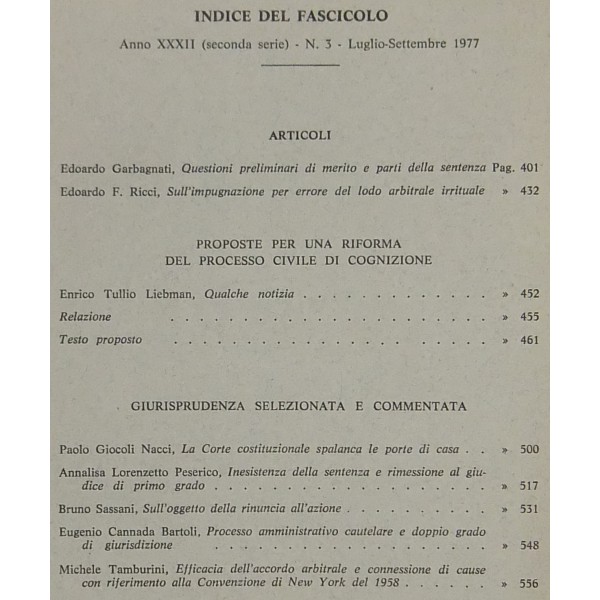 INDICE DEL FASCICOLO
Anno XXXII (seconda serie) - N. 3 - Luglio-Settembre 1977
ARTICOLI
Edoardo Garbagnati, Questioni preliminari di merito e parti della sentenza Pag. 401
Edoardo F. Ricci, Sull'impugnazione per errore del lodo arbitrale irrituale » 432
PROPOSTE PER UNA RIFORMA
DEL PROCESSO CIVILE DI COGNIZIONE
Enrico Tullio Liebman, Qualche notizia . . . . . . . . . . . . . » 452
Relazione . . . . . . . . . . . . . . . . . . . . . » 455
Testo proposto . . . . . . . . . . . . . . . . . . . » 461
GIURISPRUDENZA SELEZIONATA E COMMENTATA
Paolo Giocoli Nacci, La Corte costituzionale spalanca le porte di casa . . » 500
Annalisa Lorenzetto Peserico, Inesistenza della sentenza e rimessione al giu-
dice di primo grado . . . . . . . . . . . . . . . . . . » 517
Bruno Sassani, Sull'oggetto della rinuncia all'azione . . . . . . . . . . » 531
Eugenio Cannada Bartoli, Processo amministrativo cautelare e doppio grado
di giurisdizione . . . . . . . . . . . . . . . . . . » 548
Michele Tamburini, Efficacia dell'accordo arbitrale e connessione di cause
con riferimento alla Convenzione di New York del 1958 . . . . . . » 556